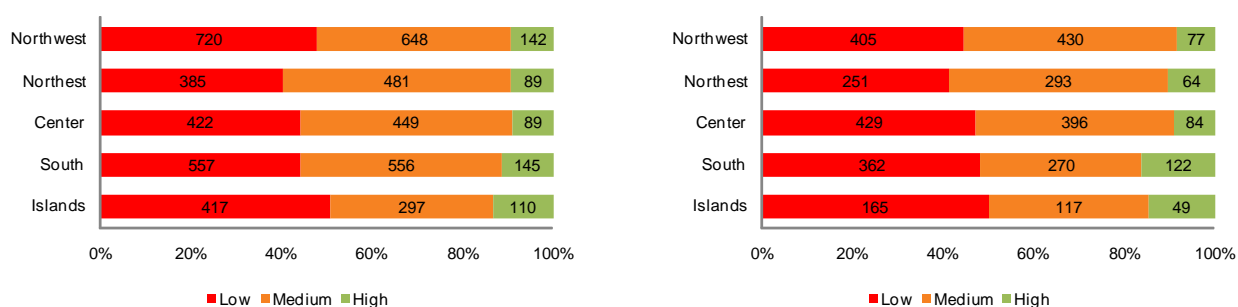 Northwest 720 648 142
Northest 385 481 89
Center 422 449 89
South 557 556 145
Islands 417 297 110
0% 20% 40% 60% 80% 100%
Low Medium High
Northwest 405 430 77
Northest 251 293 64
Center 429 396 84
South 362 270 122
Islands 165 117 49
0% 20% 40% 60% 80% 100%
Low Medium High